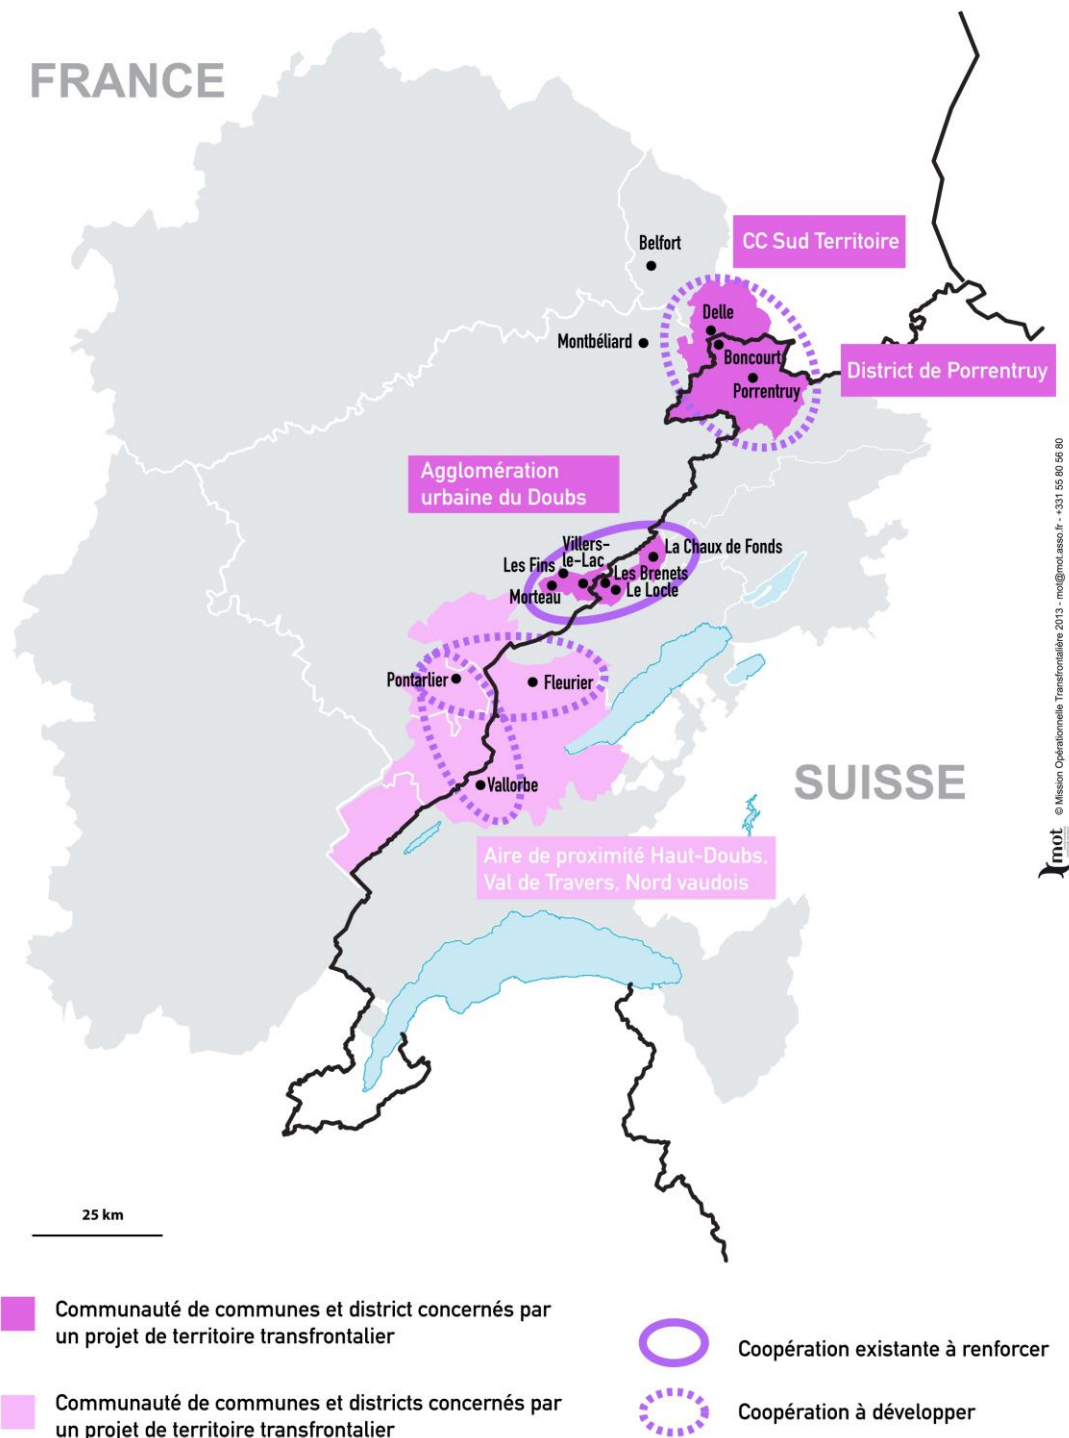 FRANCE
Belfort
CC Sud Territoire
Delle
Montbéliard
Boncourt
District de Porrentruy
Porrentruy
Agglomération
urbaine du Doubs
Villers-
le-Lac
La Chaux de Fonds
Les Fins
Les Brenets
Morteau
Le Locle
Pontarlier
Fleurier
Vallorbe
SUISSE
Aire de proximité Haut-Doubs,
Val de Travers, Nord vaudois
© Mission Opérationnelle Transfrontalière 2013 - mot@mot.asso.fr - +331 55 80 56 80
mot
25 km
Communauté de communes et district concernés par
un projet de territoire transfrontalier
Coopération existante à renforcer
Communauté de communes et districts concernés par
un projet de territoire transfrontalier
Coopération à développer